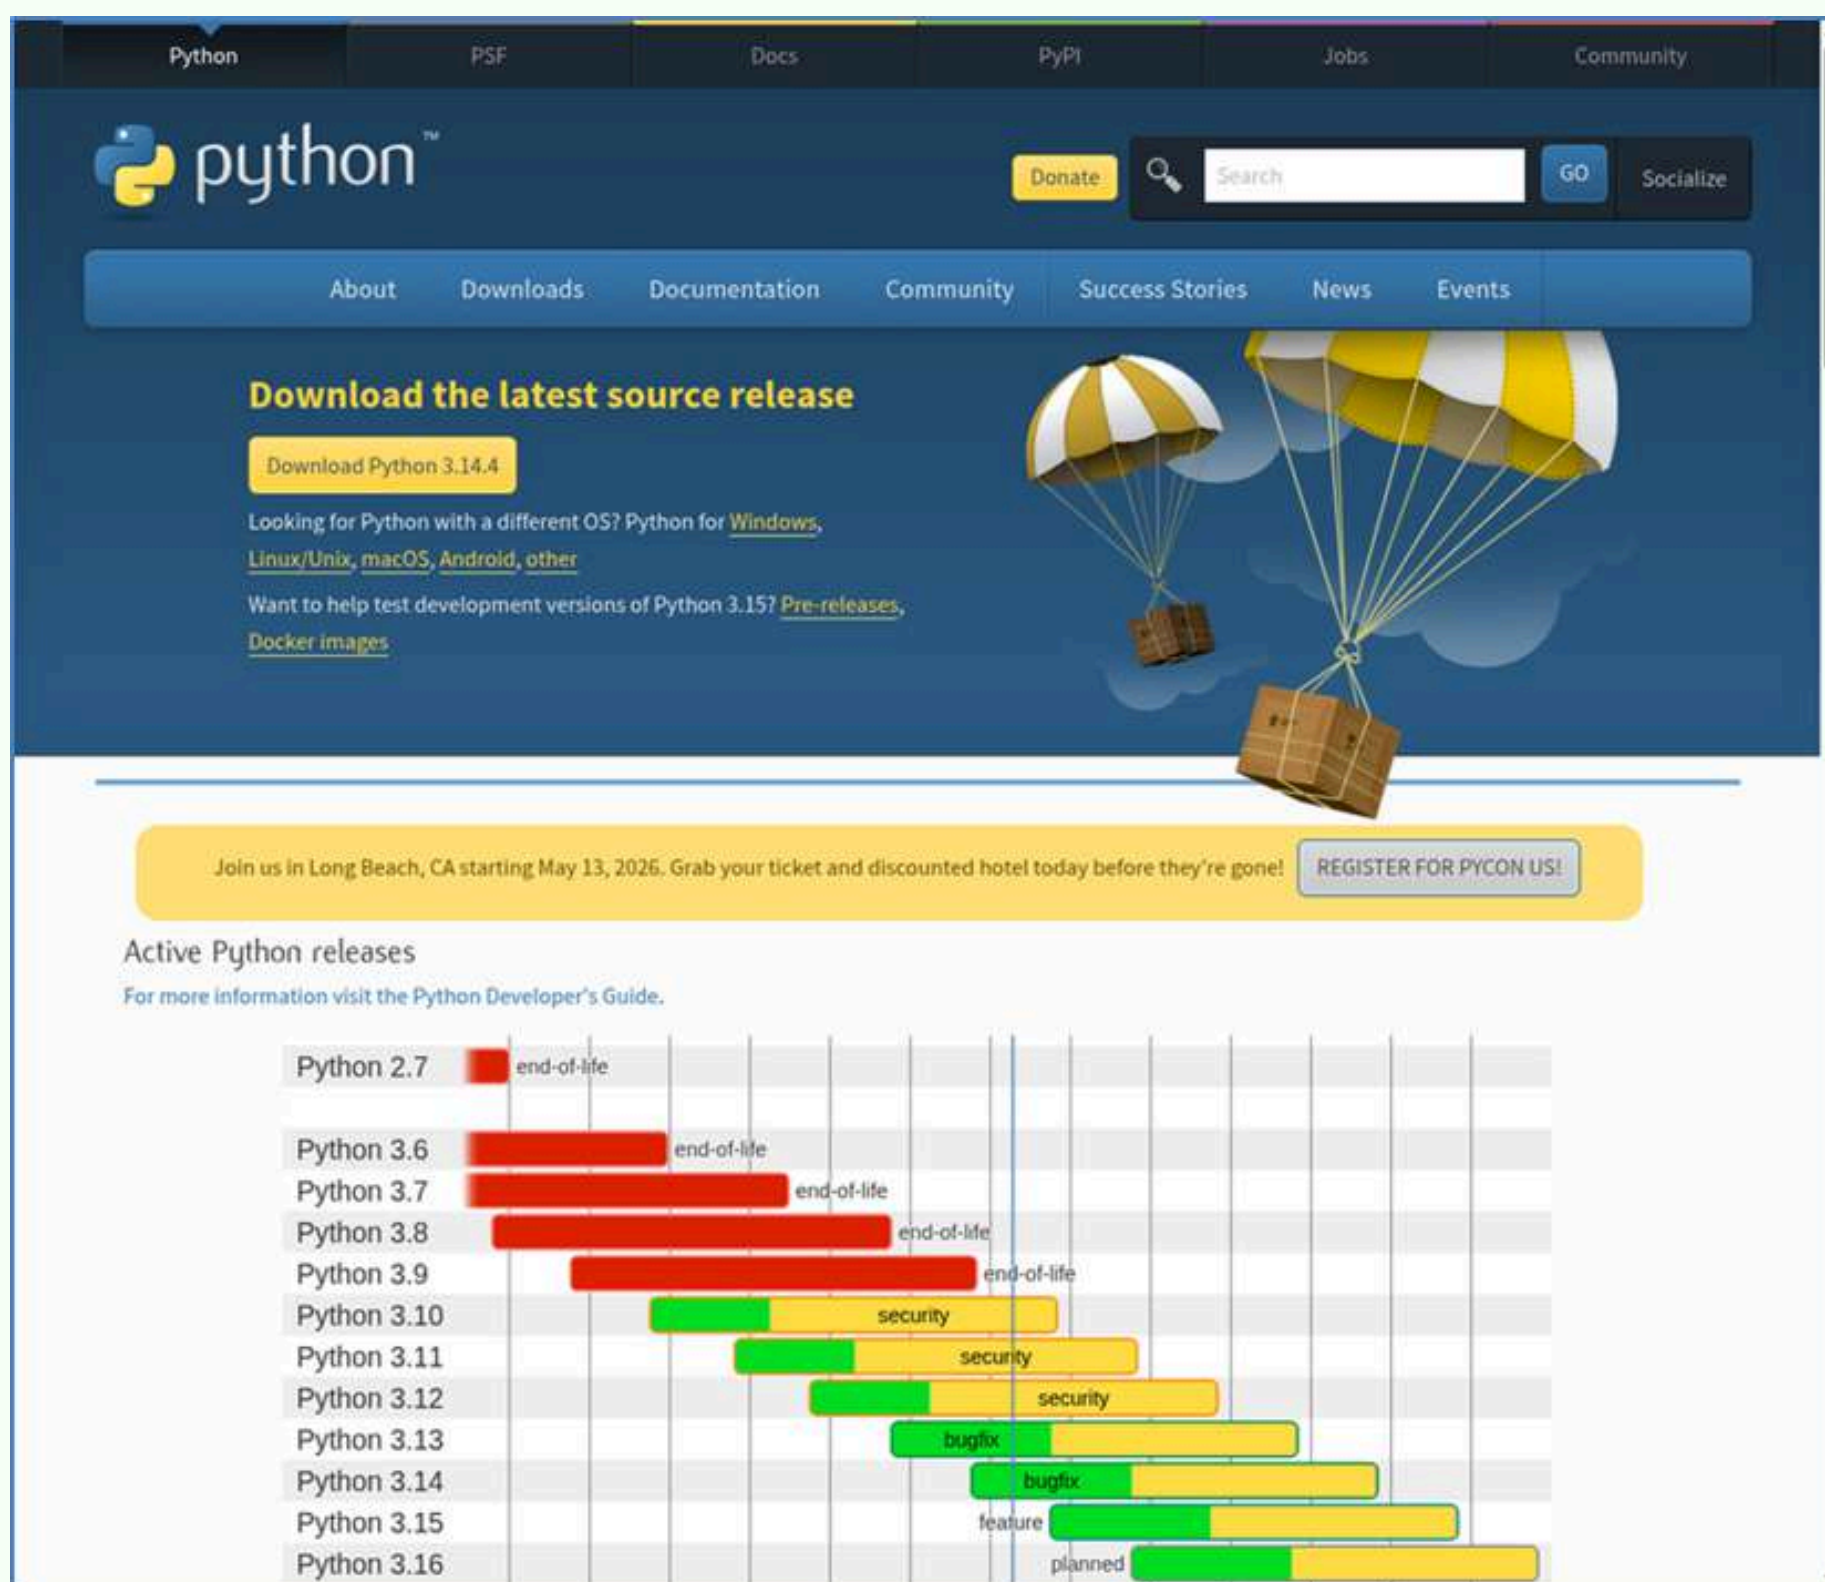 Python PSF Docs PyPI Jobs Community
python™
Donate Search GO Socialize
About Downloads Documentation Community Success Stories News Events
Download the latest source release
Download Python 3.14.4
Looking for Python with a different OS? Python for Windows,
Linux/Unix, macOS, Android, other
Want to help test development versions of Python 3.15? Pre-releases,
Docker images
Join us in Long Beach, CA starting May 13, 2026. Grab your ticket and discounted hotel today before they're gone! REGISTER FOR PYCON US!
Active Python releases
For more information visit the Python Developer's Guide.
Python 2.7 end-of-life
Python 3.6 end-of-life
Python 3.7 end-of-life
Python 3.8 end-of-life
Python 3.9 end-of-life
Python 3.10 security
Python 3.11 security
Python 3.12 security
Python 3.13 bugfix
Python 3.14 bugfix
Python 3.15 feature
Python 3.16 planned